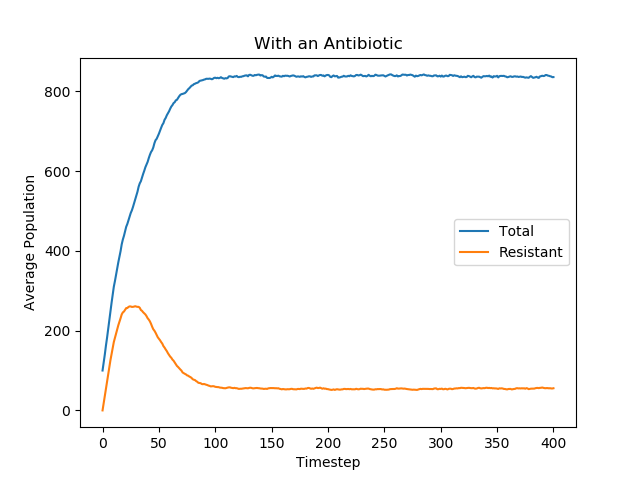 With an Antibiotic
Average Population
800
600
400
200
0
Total
Resistant
0 50 100 150 200 250 300 350 400
Timestep